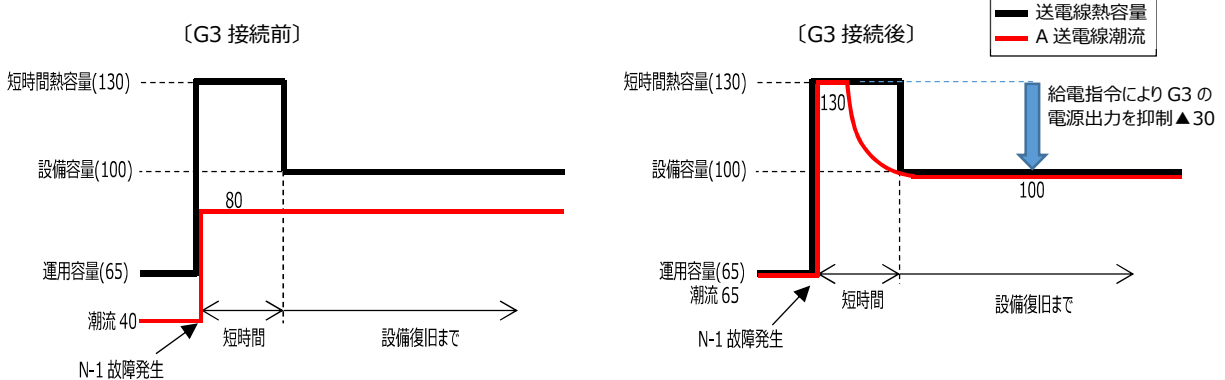 〔G3 接続前〕
短時間熱容量(130)
設備容量(100)
80
運用容量(65)
潮流 40
短時間
設備復旧まで
N-1 故障発生
〔G3 接続後〕
送電線熱容量
A 送電線潮流
短時間熱容量(130)
130
給電指令により G3 の
電源出力を抑制▲30
設備容量(100)
100
運用容量(65)
潮流 65
短時間
設備復旧まで
N-1 故障発生